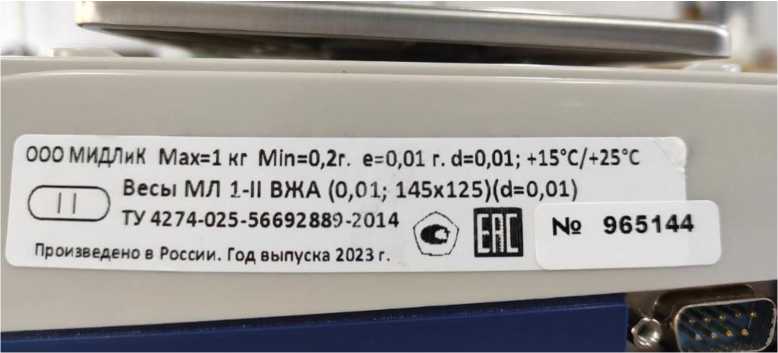 ООО МИДЛиК Max=1 кг Min=0,2г. e=0,01 г. d=0,01; +15°C/+25°C
II Весы МЛ 1-II ВЖА (0,01; 145х125)(d=0,01)
ТУ 4274-025-56692889-2014
EAC
№ 965144
Произведено в России. Год выпуска 2023 г.